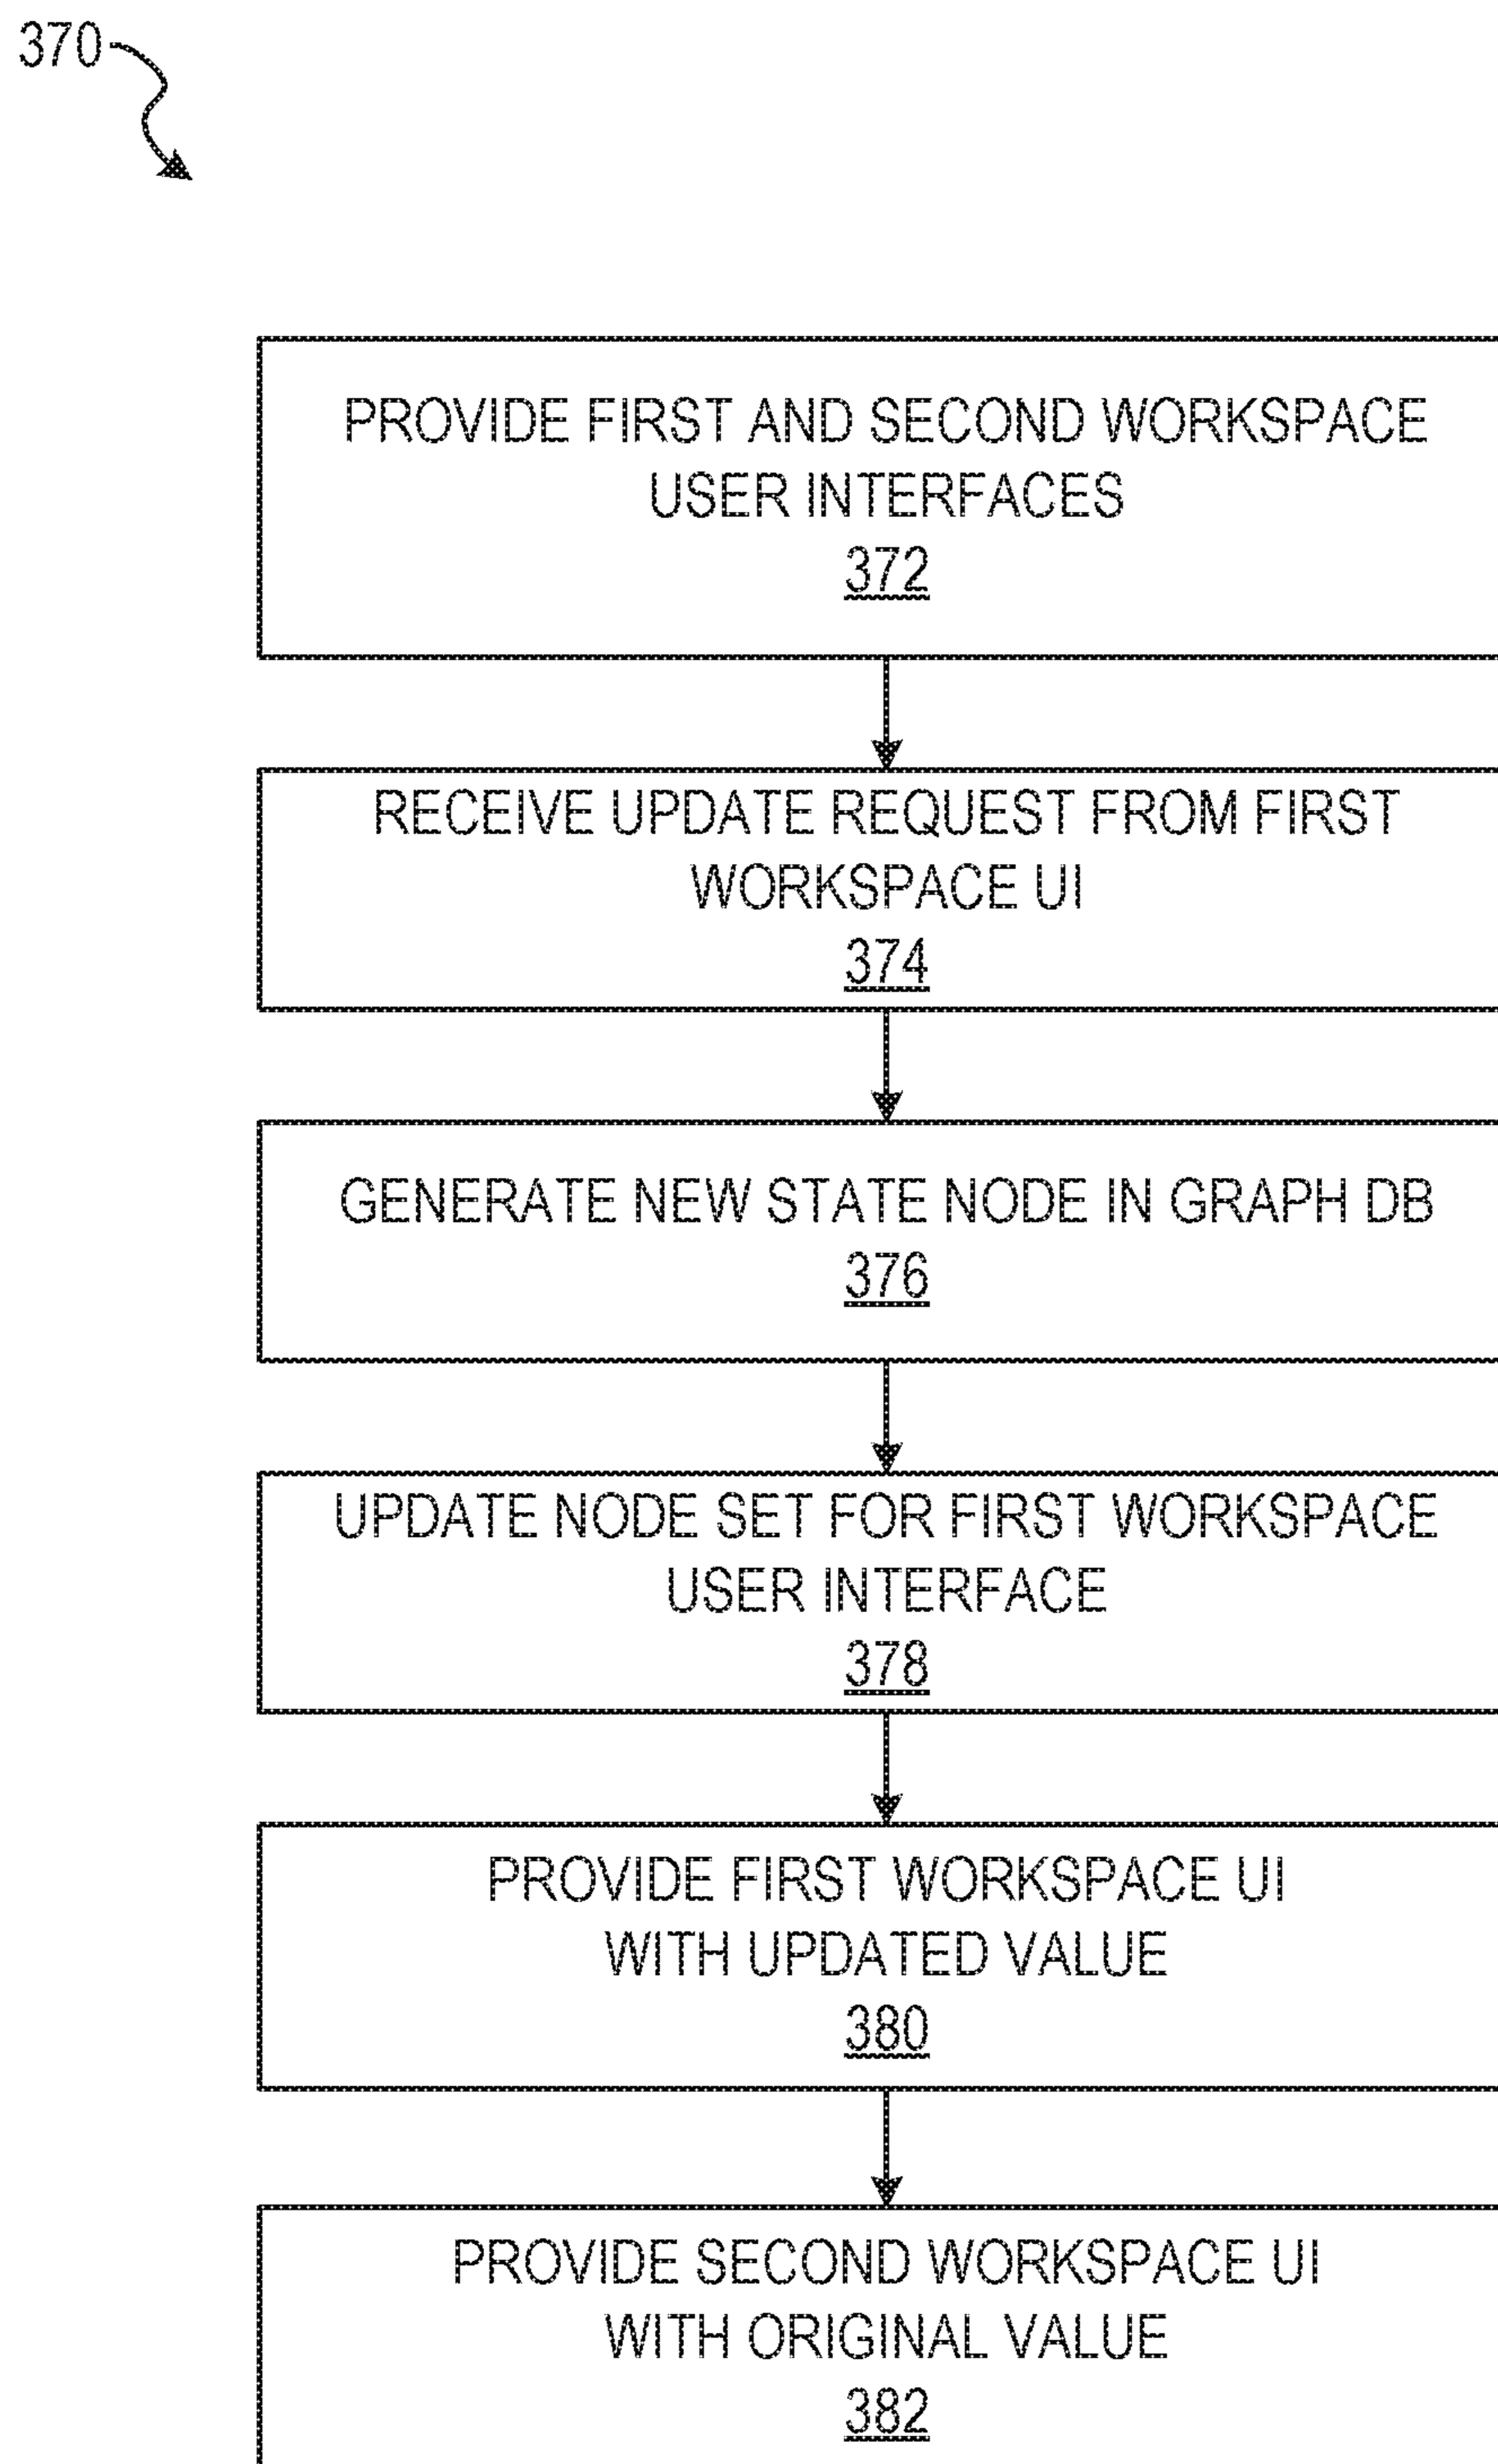 370
PROVIDE FIRST AND SECOND WORKSPACE
USER INTERFACES
372
RECEIVE UPDATE REQUEST FROM FIRST
WORKSPACE UI
374
GENERATE NEW STATE NODE IN GRAPH DB
376
UPDATE NODE SET FOR FIRST WORKSPACE
USER INTERFACE
378
PROVIDE FIRST WORKSPACE UI
WITH UPDATED VALUE
380
PROVIDE SECOND WORKSPACE UI
WITH ORIGINAL VALUE
382